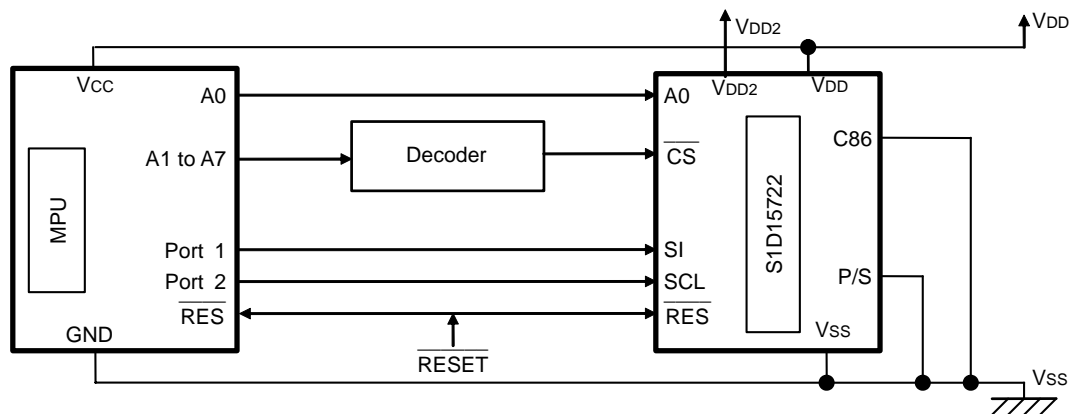 VDD2
VDD
VCC
VDD2
VDD
A0
A0
A1 to A7
Decoder
CS
C86
MPU
S1D15722
Port 1
SI
Port 2
SCL
P/S
RES
RES
GND
RESET
VSS
VSS